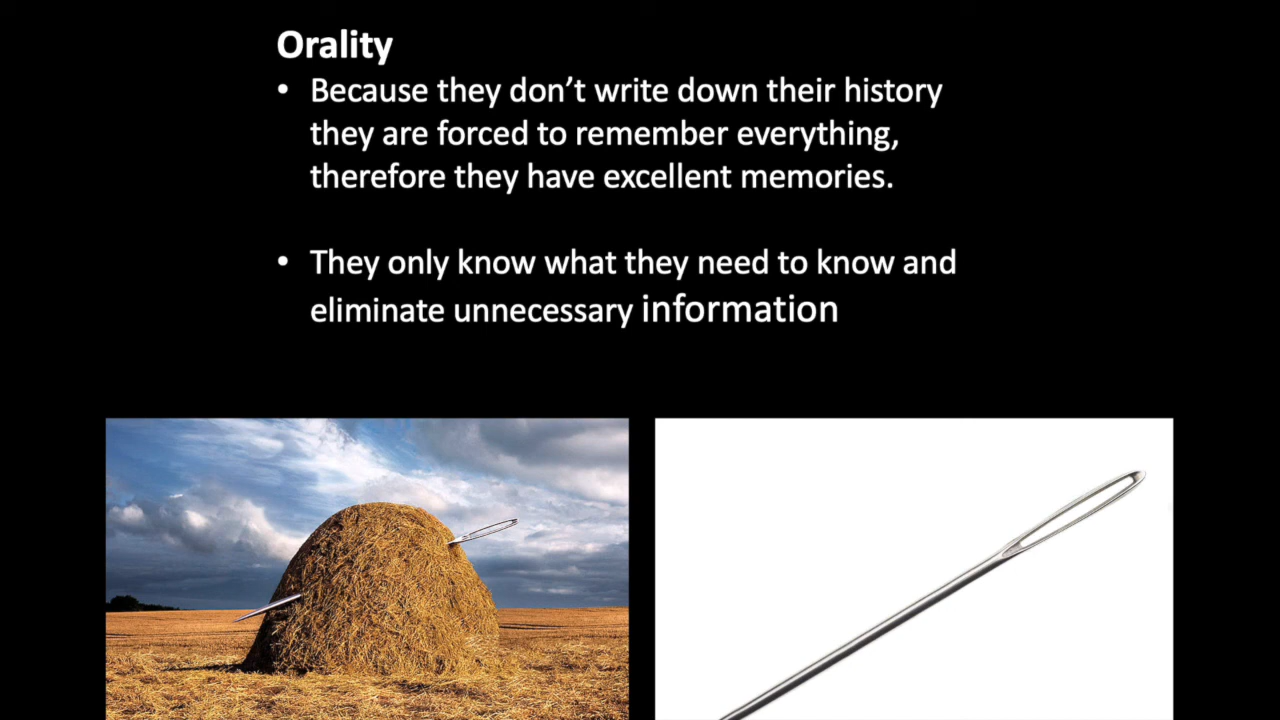 Orality
• Because they don’t write down their history
they are forced to remember everything,
therefore they have excellent memories.
• They only know what they need to know and
eliminate unnecessary information